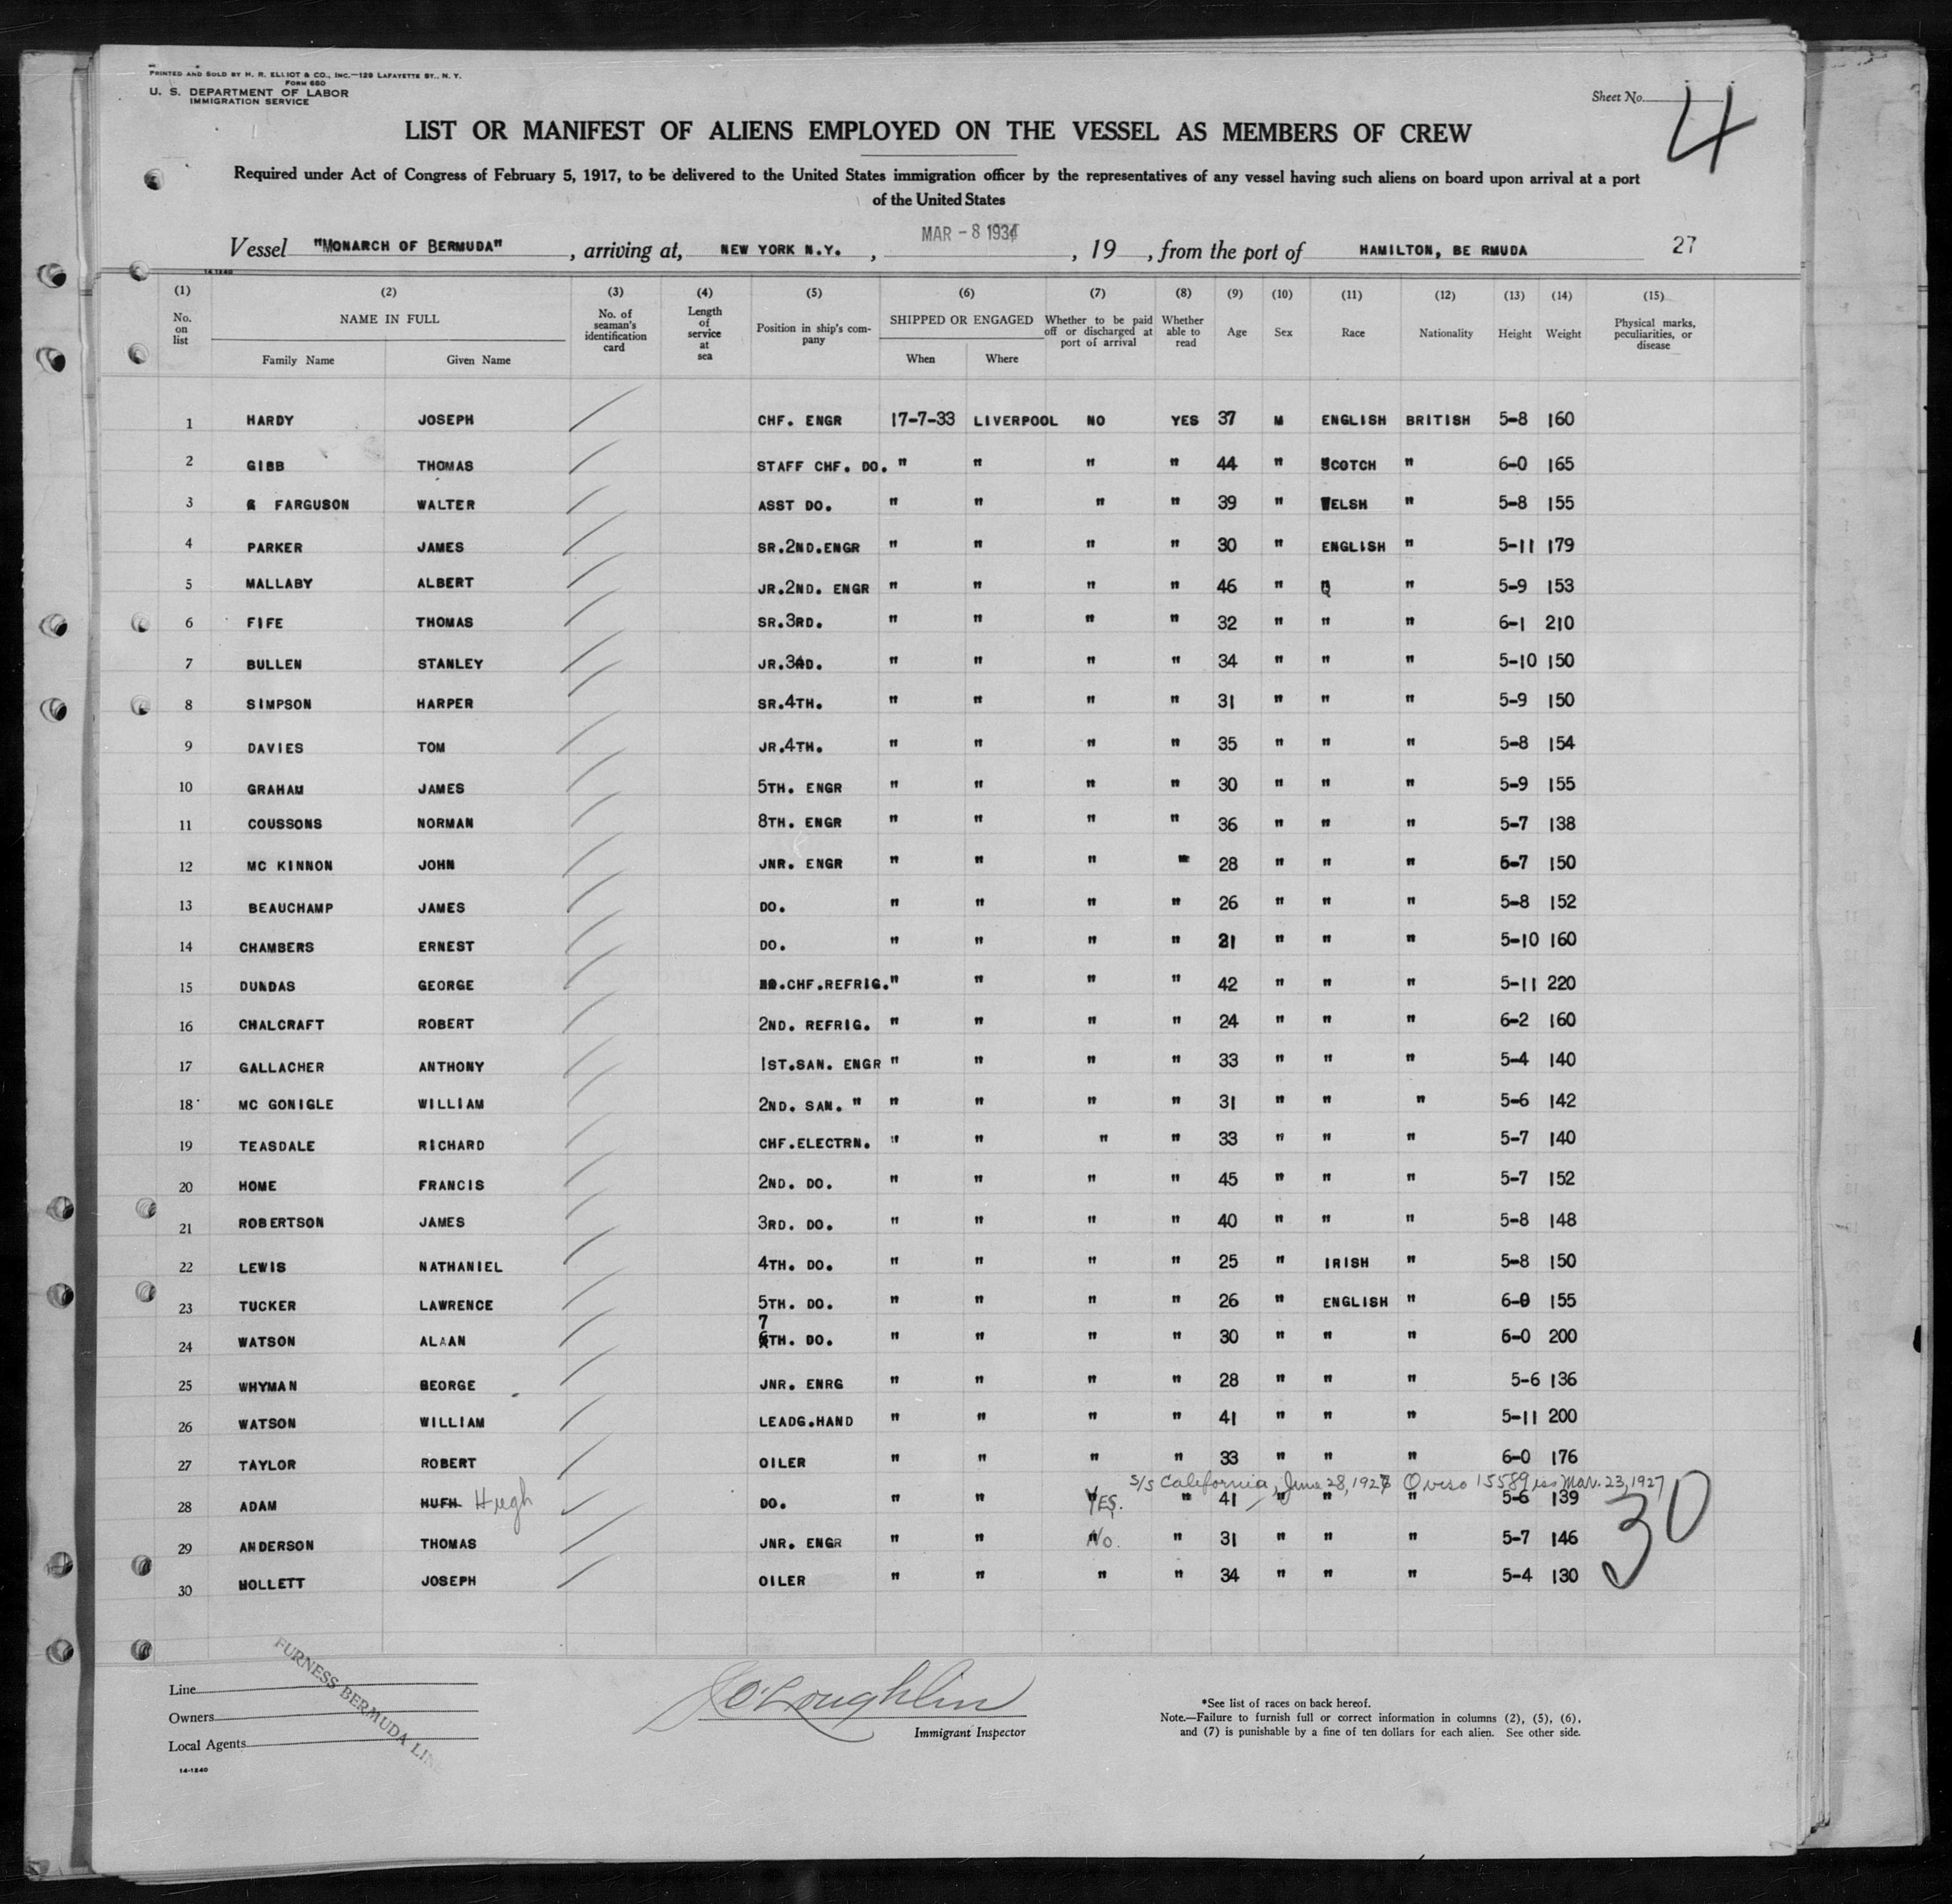 PRINTED AND SOLD BY H. R. ELLIOT & CO., INC.—129 LAFAYETTE ST., N. Y.
FORM 680
U. S. DEPARTMENT OF LABOR
IMMIGRATION SERVICE
Sheet No. 4
LIST OR MANIFEST OF ALIENS EMPLOYED ON THE VESSEL AS MEMBERS OF CREW
Required under Act of Congress of February 5, 1917, to be delivered to the United States immigration officer by the representatives of any vessel having such aliens on board upon arrival at a port
of the United States
Vessel "MONARCH OF BERMUDA", arriving at, NEW YORK N.Y., MAR - 8 1934, 19 , from the port of HAMILTON, BE RMUDA 27
14-1240
(1) (2) (3) (4) (5) (6) (7) (8) (9) (10) (11) (12) (13) (14) (15)
No. on list NAME IN FULL Family Name Given Name No. of seaman's identification card Length of service at sea Position in ship's company SHIPPED OR ENGAGED When Where Whether to be paid off or discharged at port of arrival Whether able to read Age Sex Race Nationality Height Weight Physical marks, peculiarities, or disease
1 HARDY JOSEPH CHF. ENGR 17-7-33 LIVERPOOL NO YES 37 M ENGLISH BRITISH 5-8 160
2 GIBB THOMAS STAFF CHF. DO. " " " " 44 " SCOTCH " 6-0 165
3 FARGUSON WALTER ASST DO. " " " " 39 " WELSH " 5-8 155
4 PARKER JAMES SR.2ND.ENGR " " " " 30 " ENGLISH " 5-11 179
5 MALLABY ALBERT JR.2ND. ENGR " " " " 46 " " 5-9 153
6 FIFE THOMAS SR.3RD. " " " " 32 " " " 6-1 210
7 BULLEN STANLEY JR.3RD. " " " " 34 " " " 5-10 150
8 SIMPSON HARPER SR.4TH. " " " " 31 " " " 5-9 150
9 DAVIES TOM JR.4TH. " " " " 35 " " " 5-8 154
10 GRAHAM JAMES 5TH. ENGR " " " " 30 " " " 5-9 155
11 COUSSONS NORMAN 8TH. ENGR " " " " 36 " " " 5-7 138
12 MC KINNON JOHN JNR. ENGR " " " " 28 " " " 5-7 150
13 BEAUCHAMP JAMES DO. " " " " 26 " " " 5-8 152
14 CHAMBERS ERNEST DO. " " " " 21 " " " 5-10 160
15 DUNDAS GEORGE CHF.REFRIG. " " " " 42 " " " 5-11 220
16 CHALCRAFT ROBERT 2ND. REFRIG. " " " " 24 " " " 6-2 160
17 GALLACHER ANTHONY 1ST.SAN. ENGR " " " " 33 " " " 5-4 140
18 MC GONIGLE WILLIAM 2ND. SAN. " " " " " 31 " " " 5-6 142
19 TEASDALE RICHARD CHF.ELECTRN. " " " " 33 " " " 5-7 140
20 HOME FRANCIS 2ND. DO. " " " " 45 " " " 5-7 152
21 ROBERTSON JAMES 3RD. DO. " " " " 40 " " " 5-8 148
22 LEWIS NATHANIEL 4TH. DO. " " " " 25 " IRISH " 5-8 150
23 TUCKER LAWRENCE 5TH. DO. " " " " 26 " ENGLISH " 6-0 155
24 WATSON ALAAN 7TH. DO. " " " " 30 " " " 6-0 200
25 WHYMAN GEORGE JNR. ENRG " " " " 28 " " " 5-6 136
26 WATSON WILLIAM LEADG.HAND " " " " 41 " " " 5-11 200
27 TAYLOR ROBERT OILER " " " " 33 " " " 6-0 176
S/S California, June 28, 1927 Q viso 15589 iss Mar. 23, 1927
28 ADAM HUFH Hugh DO. " " YES. " 41 " " " 5-6 139
29 ANDERSON THOMAS JNR. ENGR " " No. " 31 " " " 5-7 146
30 HOLLETT JOSEPH OILER " " " " 34 " " " 5-4 130
30
Line
Owners
Local Agents
FURNESS BERMUDA LINE
14-1240
O'Loughlin
Immigrant Inspector
*See list of races on back hereof.
Note.—Failure to furnish full or correct information in columns (2), (5), (6),
and (7) is punishable by a fine of ten dollars for each alien. See other side.